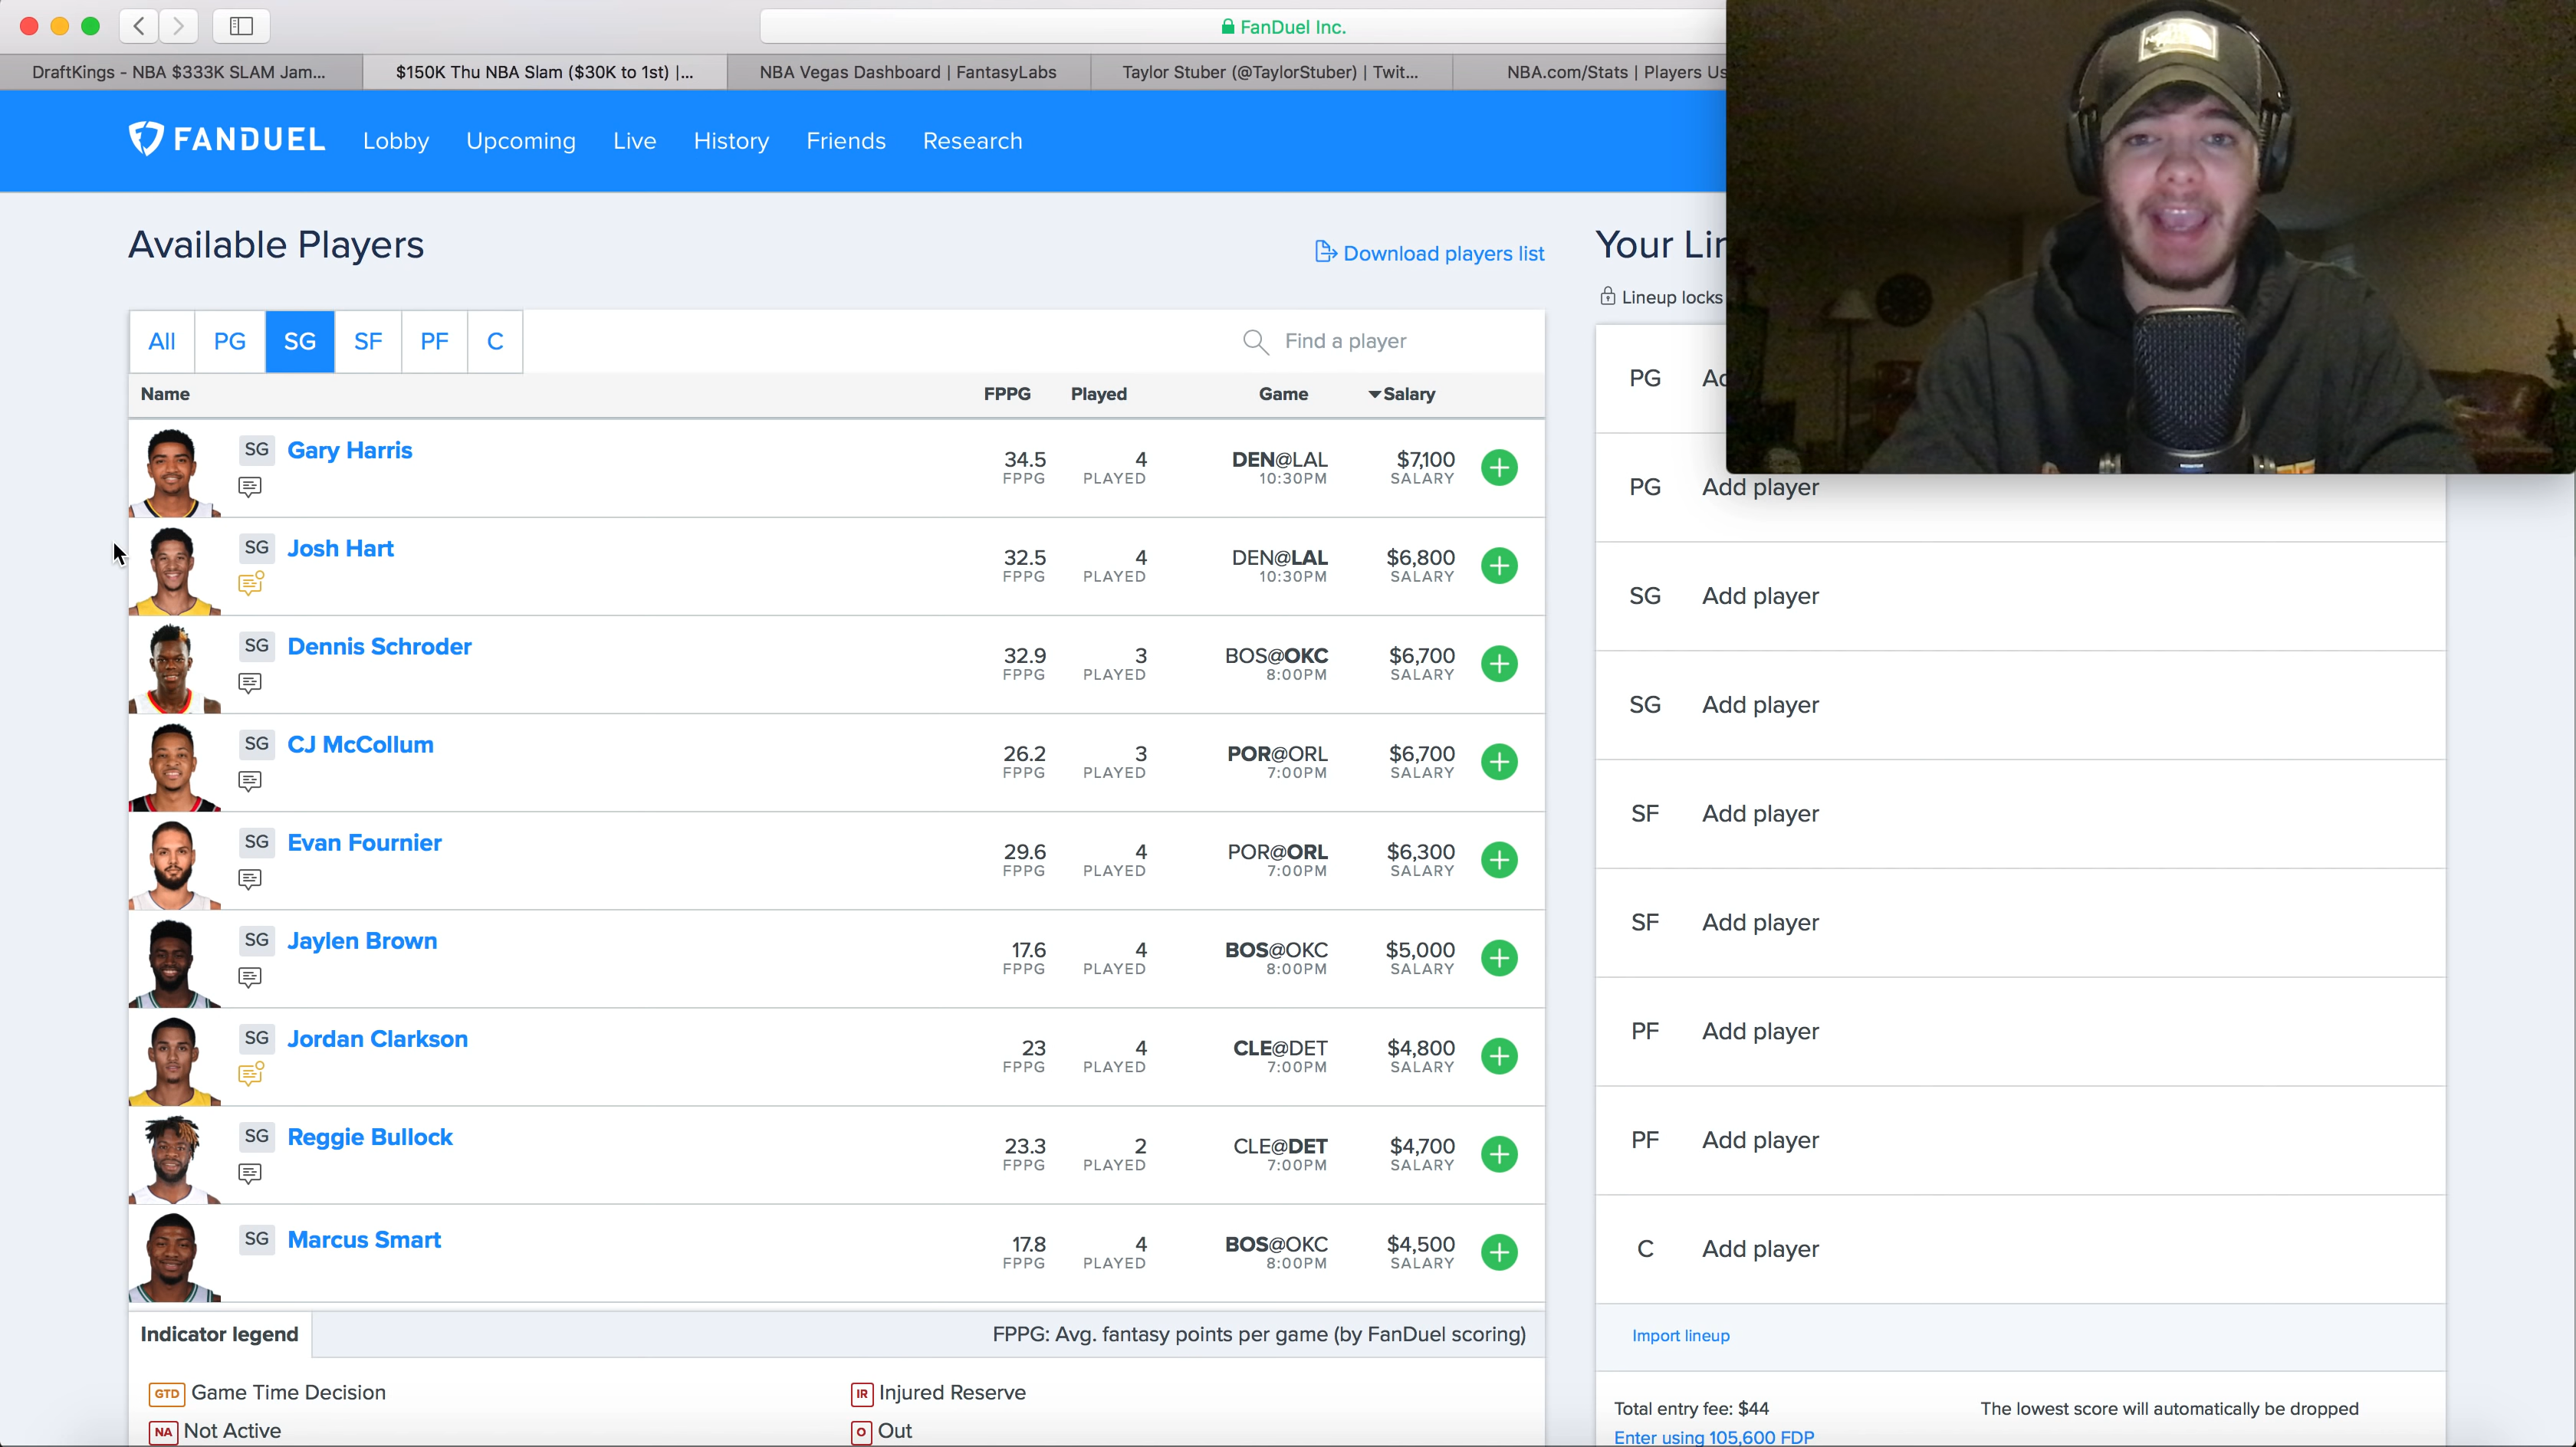 FanDuel Inc.
DraftKings - NBA $333K SLAM Jam...
$150K Thu NBA Slam ($30K to 1st) |...
NBA Vegas Dashboard | FantasyLabs
Taylor Stuber (@TaylorStuber) | Twit...
NBA.com/Stats | Players Us
FANDUEL Lobby Upcoming Live History Friends Research
Available Players
Download players list
All PG SG SF PF C
Find a player
Name FPPG Played Game Salary
SG Gary Harris 34.5 4 DEN@LAL $7,100
FPPG PLAYED 10:30PM SALARY
SG Josh Hart 32.5 4 DEN@LAL $6,800
FPPG PLAYED 10:30PM SALARY
SG Dennis Schroder 32.9 3 BOS@OKC $6,700
FPPG PLAYED 8:00PM SALARY
SG CJ McCollum 26.2 3 POR@ORL $6,700
FPPG PLAYED 7:00PM SALARY
SG Evan Fournier 29.6 4 POR@ORL $6,300
FPPG PLAYED 7:00PM SALARY
SG Jaylen Brown 17.6 4 BOS@OKC $5,000
FPPG PLAYED 8:00PM SALARY
SG Jordan Clarkson 23 4 CLE@DET $4,800
FPPG PLAYED 7:00PM SALARY
SG Reggie Bullock 23.3 2 CLE@DET $4,700
FPPG PLAYED 7:00PM SALARY
SG Marcus Smart 17.8 4 BOS@OKC $4,500
FPPG PLAYED 8:00PM SALARY
Indicator legend
FPPG: Avg. fantasy points per game (by FanDuel scoring)
GTD Game Time Decision
IR Injured Reserve
NA Not Active
O Out
Your Lin
Lineup locks
PG Ad
PG Add player
SG Add player
SG Add player
SF Add player
SF Add player
PF Add player
PF Add player
C Add player
Import lineup
Total entry fee: $44
The lowest score will automatically be dropped
Enter using 105,600 FDP